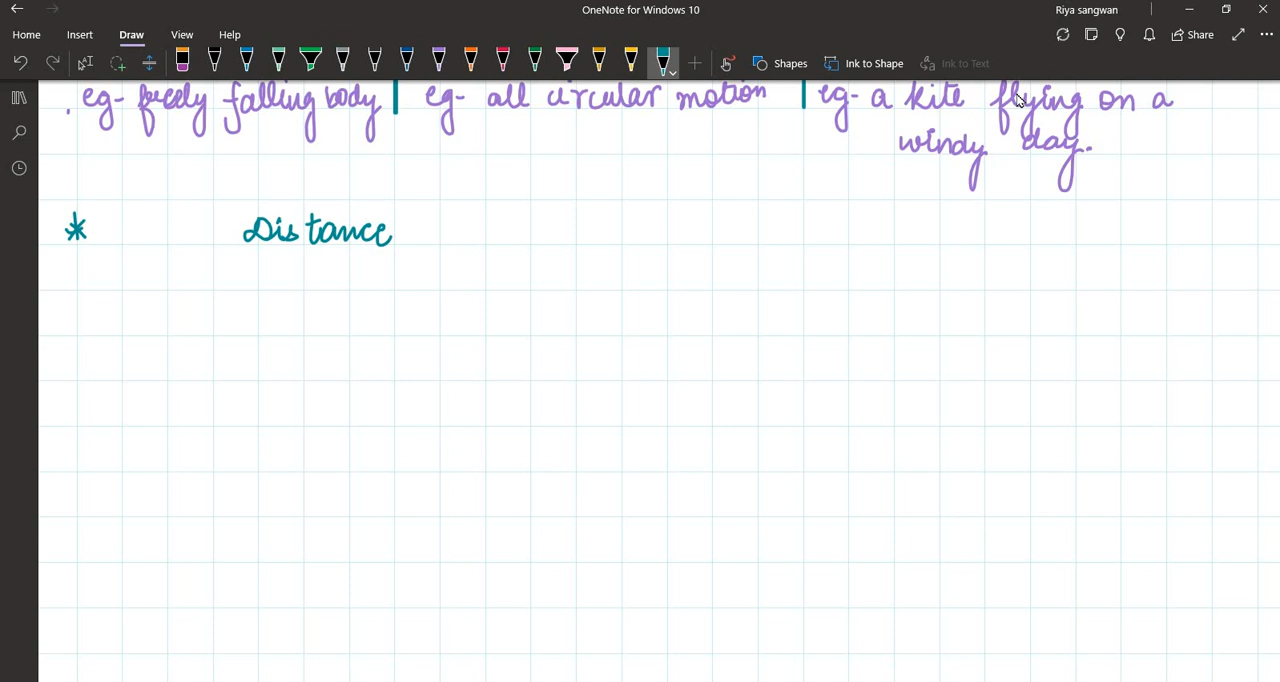 OneNote for Windows 10
Riya sangwan
Home Insert Draw View Help
Share
Shapes
Ink to Shape
Ink to Text
. eg- freely falling body
eg- all circular motion
eg- a kite flying on a
windy day.
* Distance